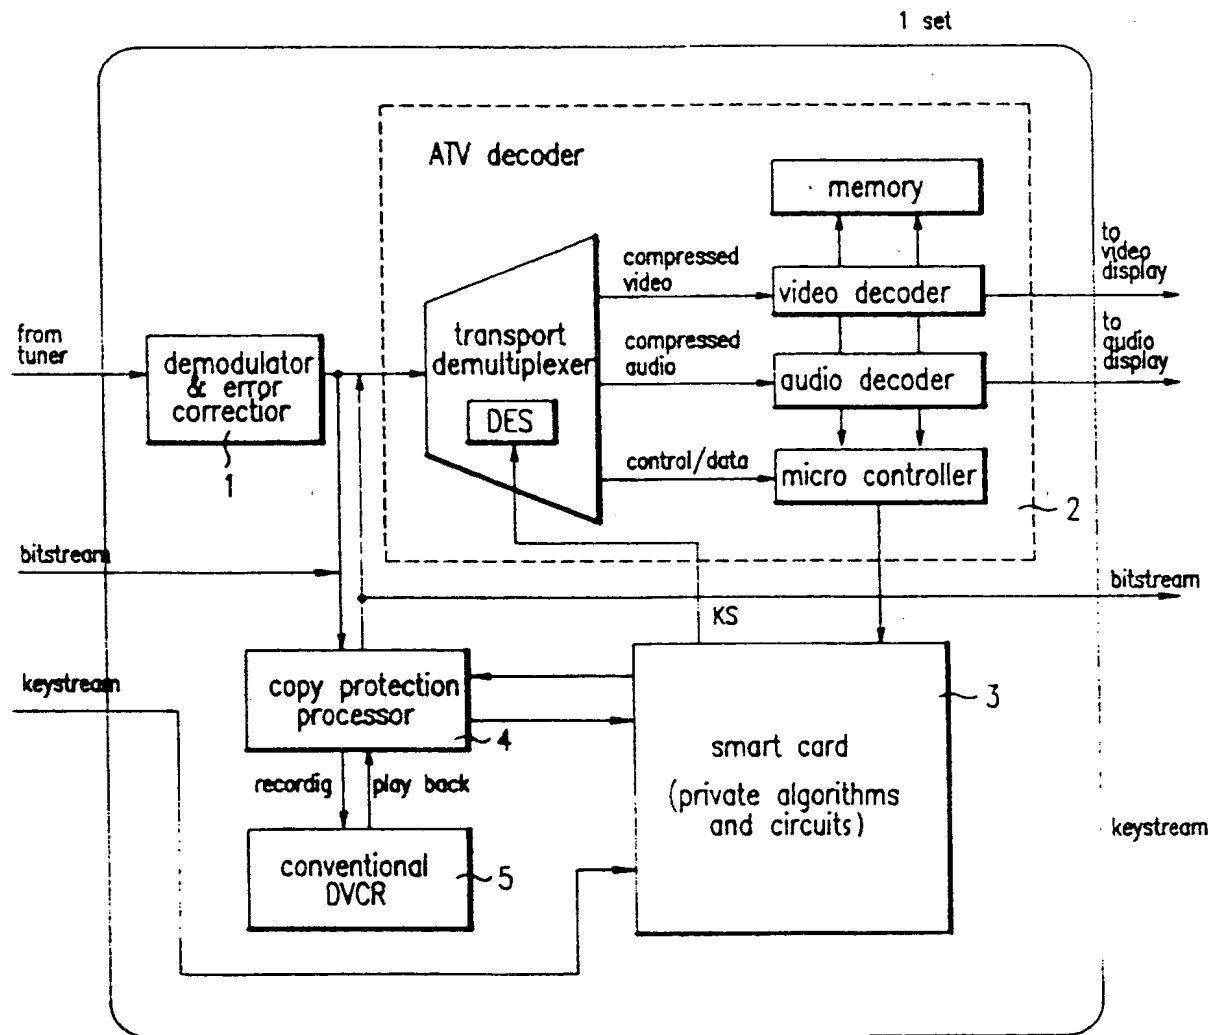 1 set
ATV decoder
memory
compressed
video
video decoder
to
video
display
from
tuner
demodulator
& error
correctior
1
transport
demultiplexer
DES
compressed
audio
audio decoder
to
audio
display
control/data
micro controller
2
bitstream
bitstream
KS
keystream
copy protection
processor
4
3
smart card
(private algorithms
and circuits)
recordig
play back
conventional
DVCR
5
keystream